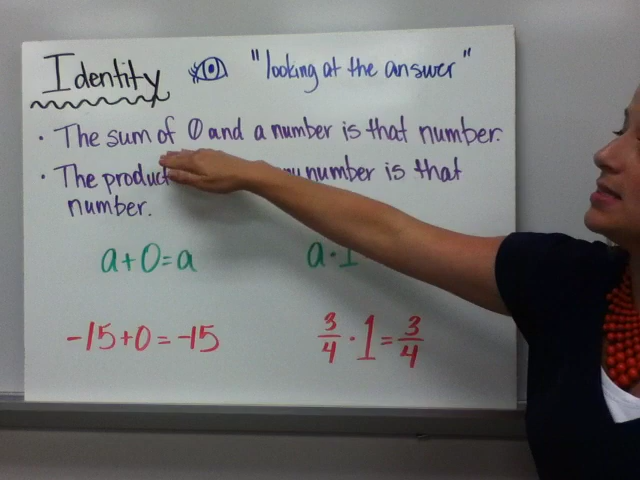 Identity "looking at the answer"
• The sum of 0 and a number is that number.
• The product number is that
number.
a+0=a a·1
-15+0=-15 3/4 · 1 = 3/4